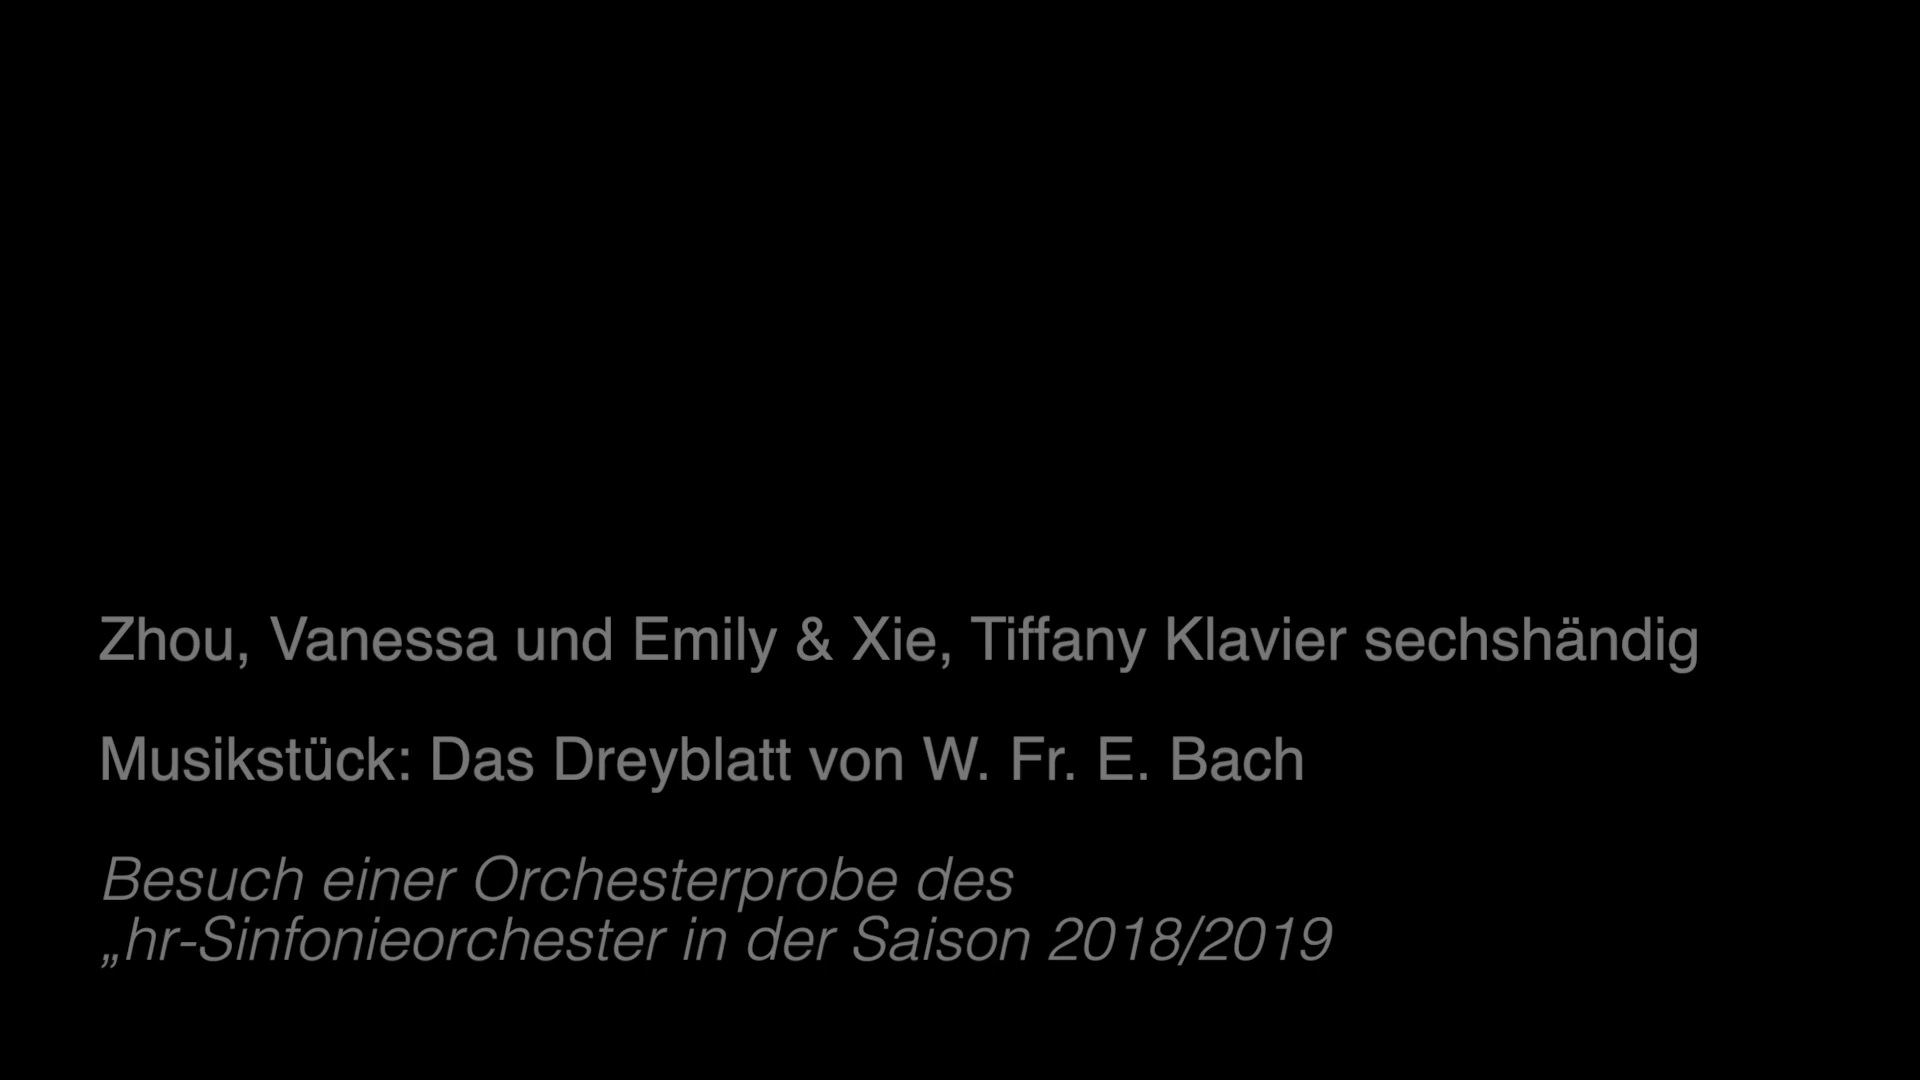 Zhou, Vanessa und Emily & Xie, Tiffany Klavier sechshändig
Musikstück: Das Dreyblatt von W. Fr. E. Bach
Besuch einer Orchesterprobe des
„hr-Sinfonieorchester in der Saison 2018/2019